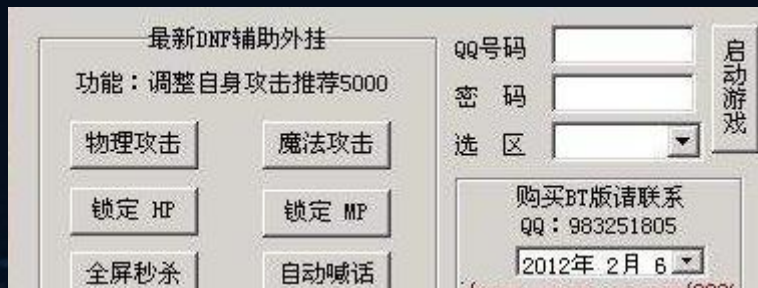 最新DNF辅助外挂
功能：调整自身攻击推荐5000
物理攻击
魔法攻击
锁定 HP
锁定 MP
全屏秒杀
自动喊话
QQ号码
密 码
选 区
启动游戏
购买BT版请联系
QQ：983251805
2012年 2月 6